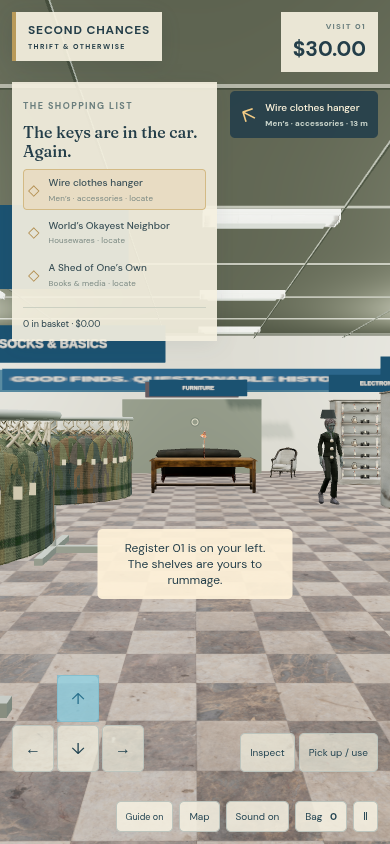 SECOND CHANCES
THRIFT & OTHERWISE
VISIT 01
$30.00
THE SHOPPING LIST
The keys are in the car.
Again.
Wire clothes hanger
Men's · accessories · locate
World's Okayest Neighbor
Housewares · locate
A Shed of One's Own
Books & media · locate
0 in basket · $0.00
Wire clothes hanger
Men's · accessories · 13 m
SOCKS & BASICS
GOOD FINDS. QUESTIONABLE HISTO
FURNITURE
ELECTRON
Register 01 is on your left.
The shelves are yours to
rummage.
Inspect
Pick up / use
Guide on
Map
Sound on
Bag 0